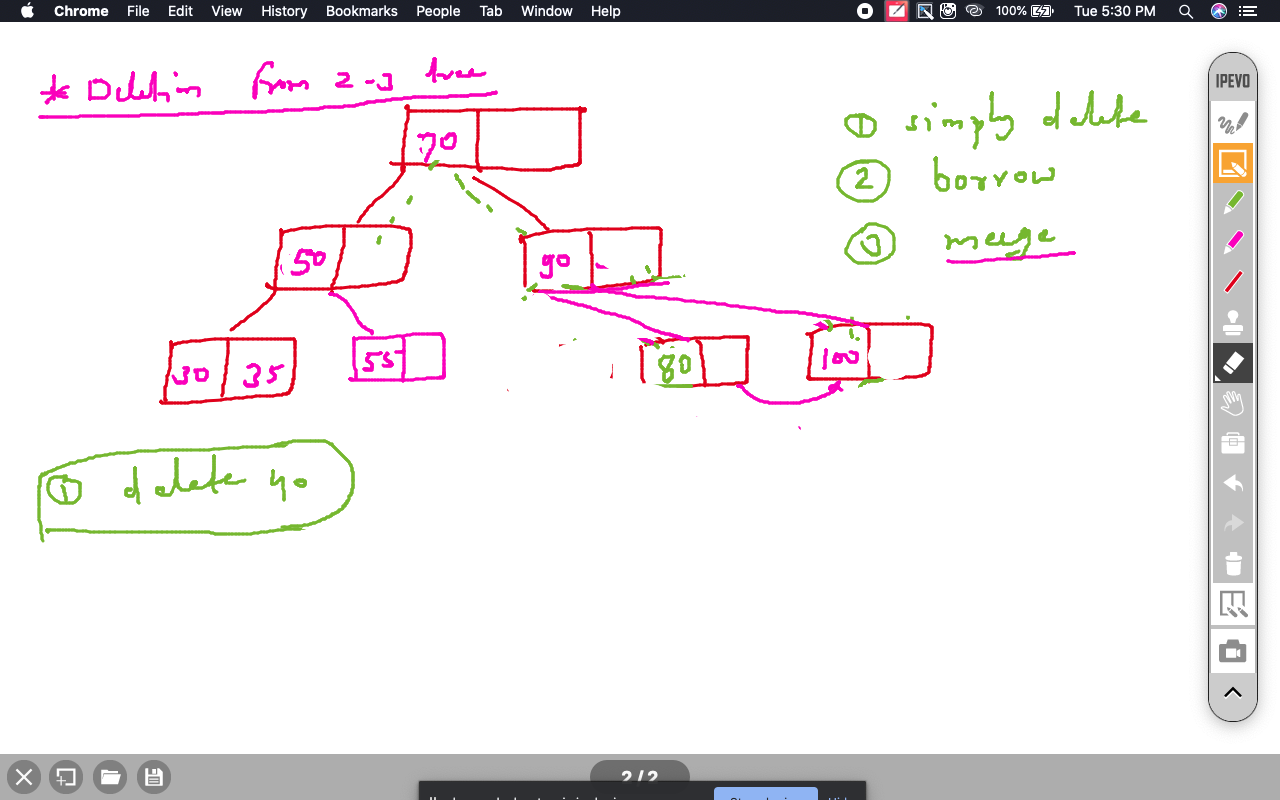 Chrome File Edit View History Bookmarks People Tab Window Help 100% Tue 5:30 PM
* Deletion from 2-3 tree
IPEVO
① simply delete
70
② borrow
③ merge
50
90
30 35
55
80
100
① delete 40
2/2